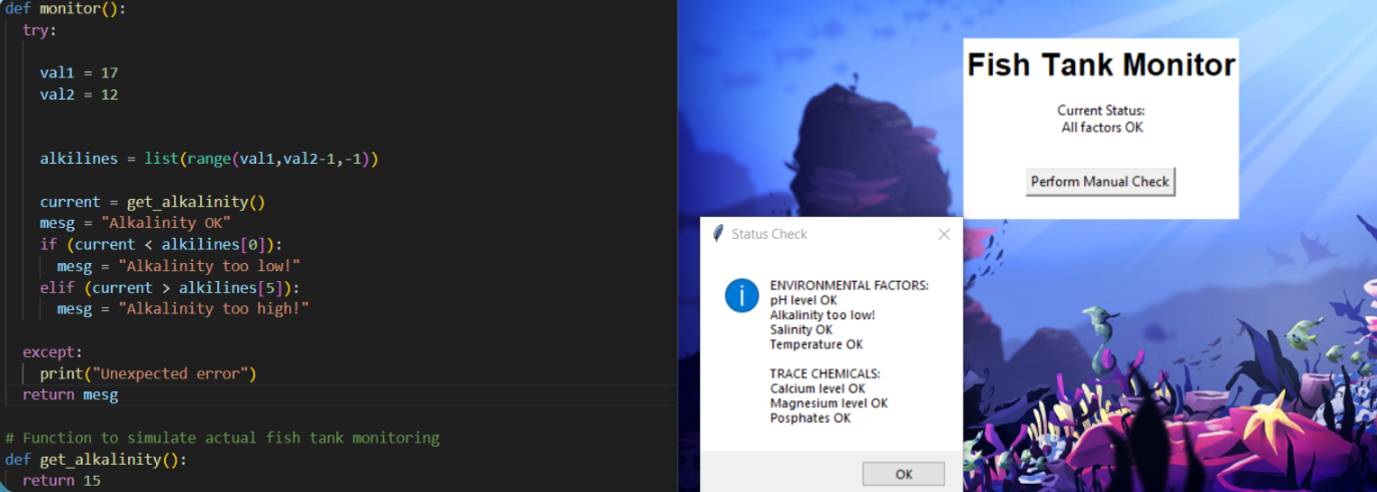 def monitor():
try:
val1 = 17
val2 = 12
alkilines = list(range(val1,val2-1,-1))
current = get_alkalinity()
mesg = "Alkalinity OK"
if (current < alkilines[0]):
mesg = "Alkalinity too low!"
elif (current > alkilines[5]):
mesg = "Alkalinity too high!"
except:
print("Unexpected error")
return mesg
# Function to simulate actual fish tank monitoring
def get_alkalinity():
return 15
Fish Tank Monitor
Current Status:
All factors OK
Perform Manual Check
Status Check
ENVIRONMENTAL FACTORS:
pH level OK
Alkalinity too low!
Salinity OK
Temperature OK
TRACE CHEMICALS:
Calcium level OK
Magnesium level OK
Posphates OK
OK